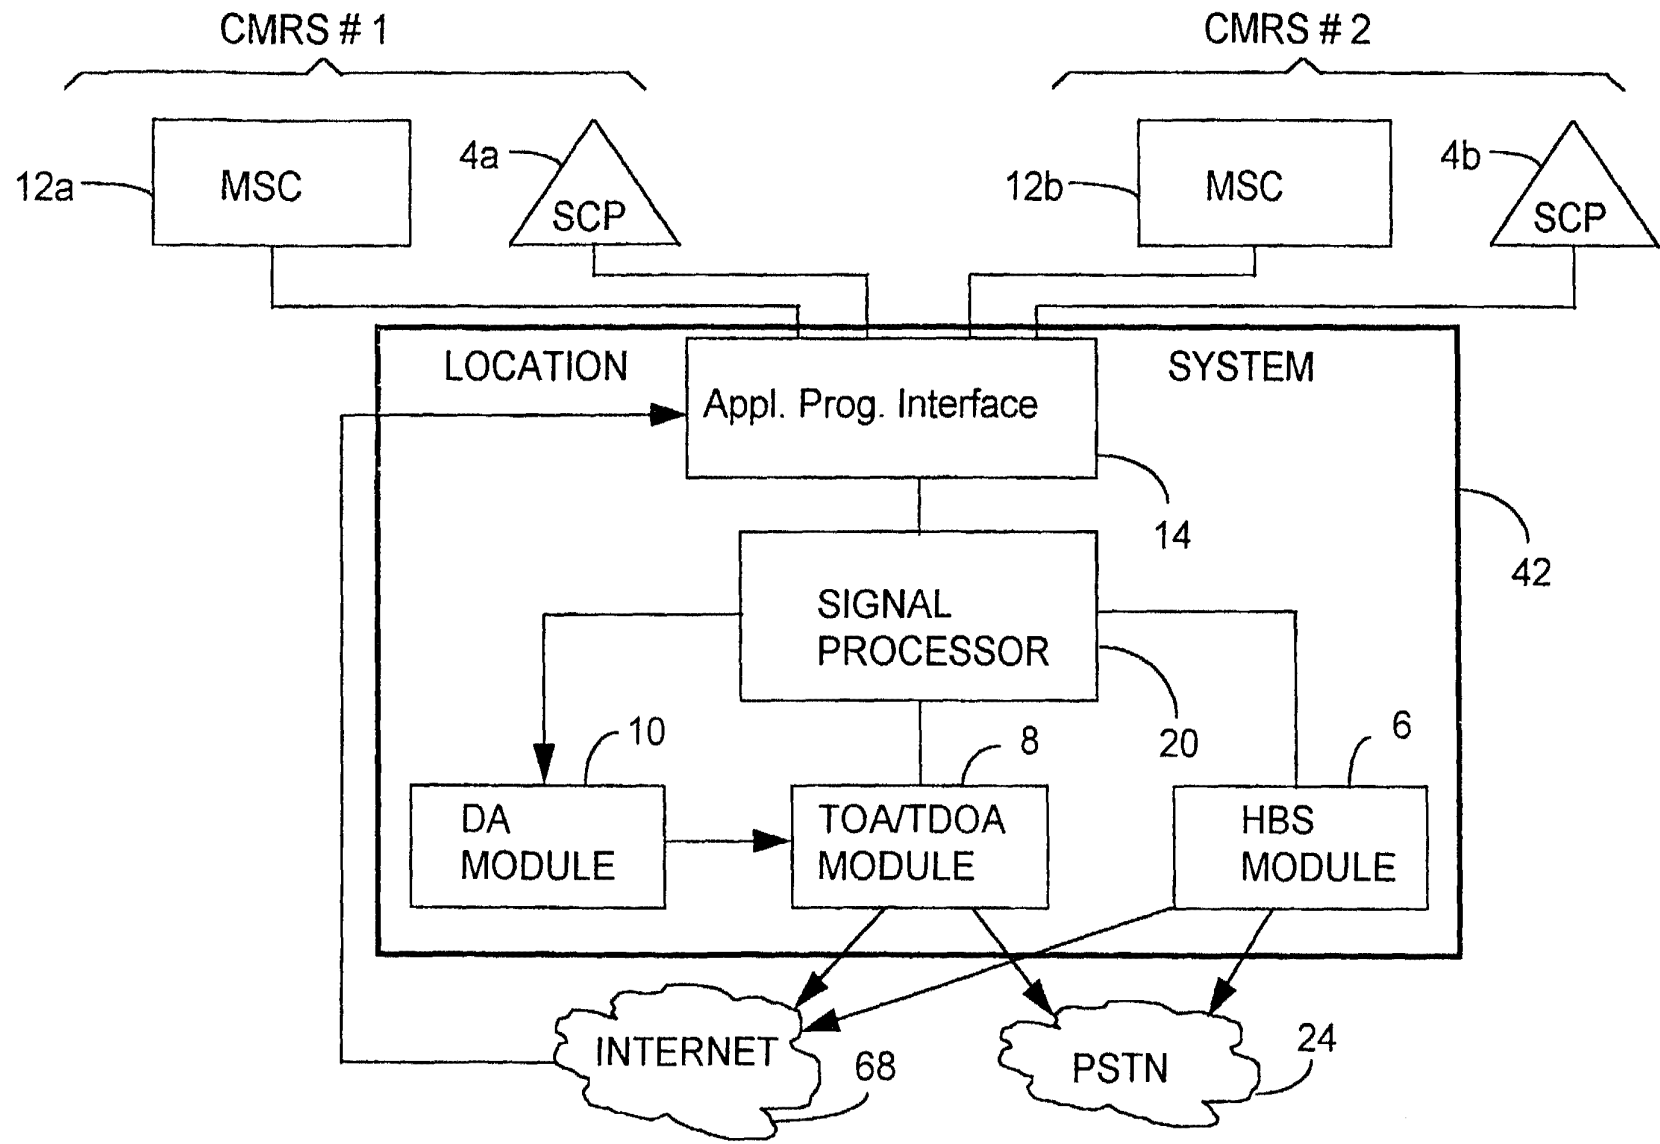 CMRS # 1
CMRS # 2
12a
MSC
4a
SCP
12b
MSC
4b
SCP
LOCATION
SYSTEM
Appl. Prog. Interface
14
42
SIGNAL
PROCESSOR
20
10
8
6
DA
MODULE
TOA/TDOA
MODULE
HBS
MODULE
INTERNET
68
PSTN
24